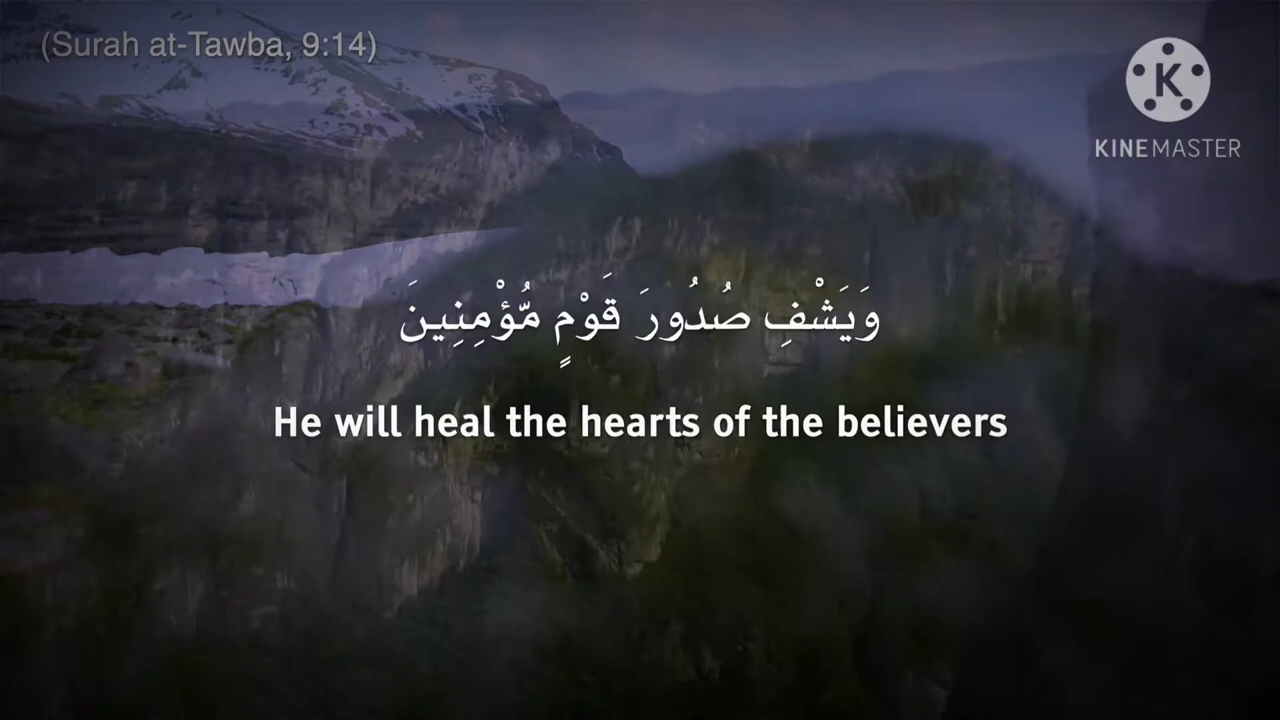 (Surah at-Tawba, 9:14)
K
KINEMASTER
وَيَشْفِ صُدُورَ قَوْمٍ مُّؤْمِنِينَ
He will heal the hearts of the believers